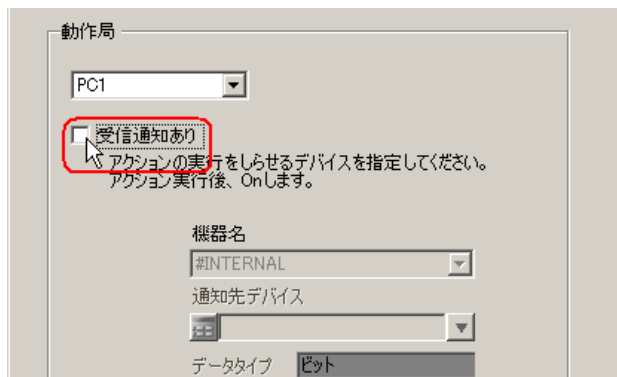 動作局
PC1
受信通知あり
アクションの実行をしらせるデバイスを指定してください。
アクション実行後、Onします。
機器名
#INTERNAL
通知先デバイス
データタイプ ビット